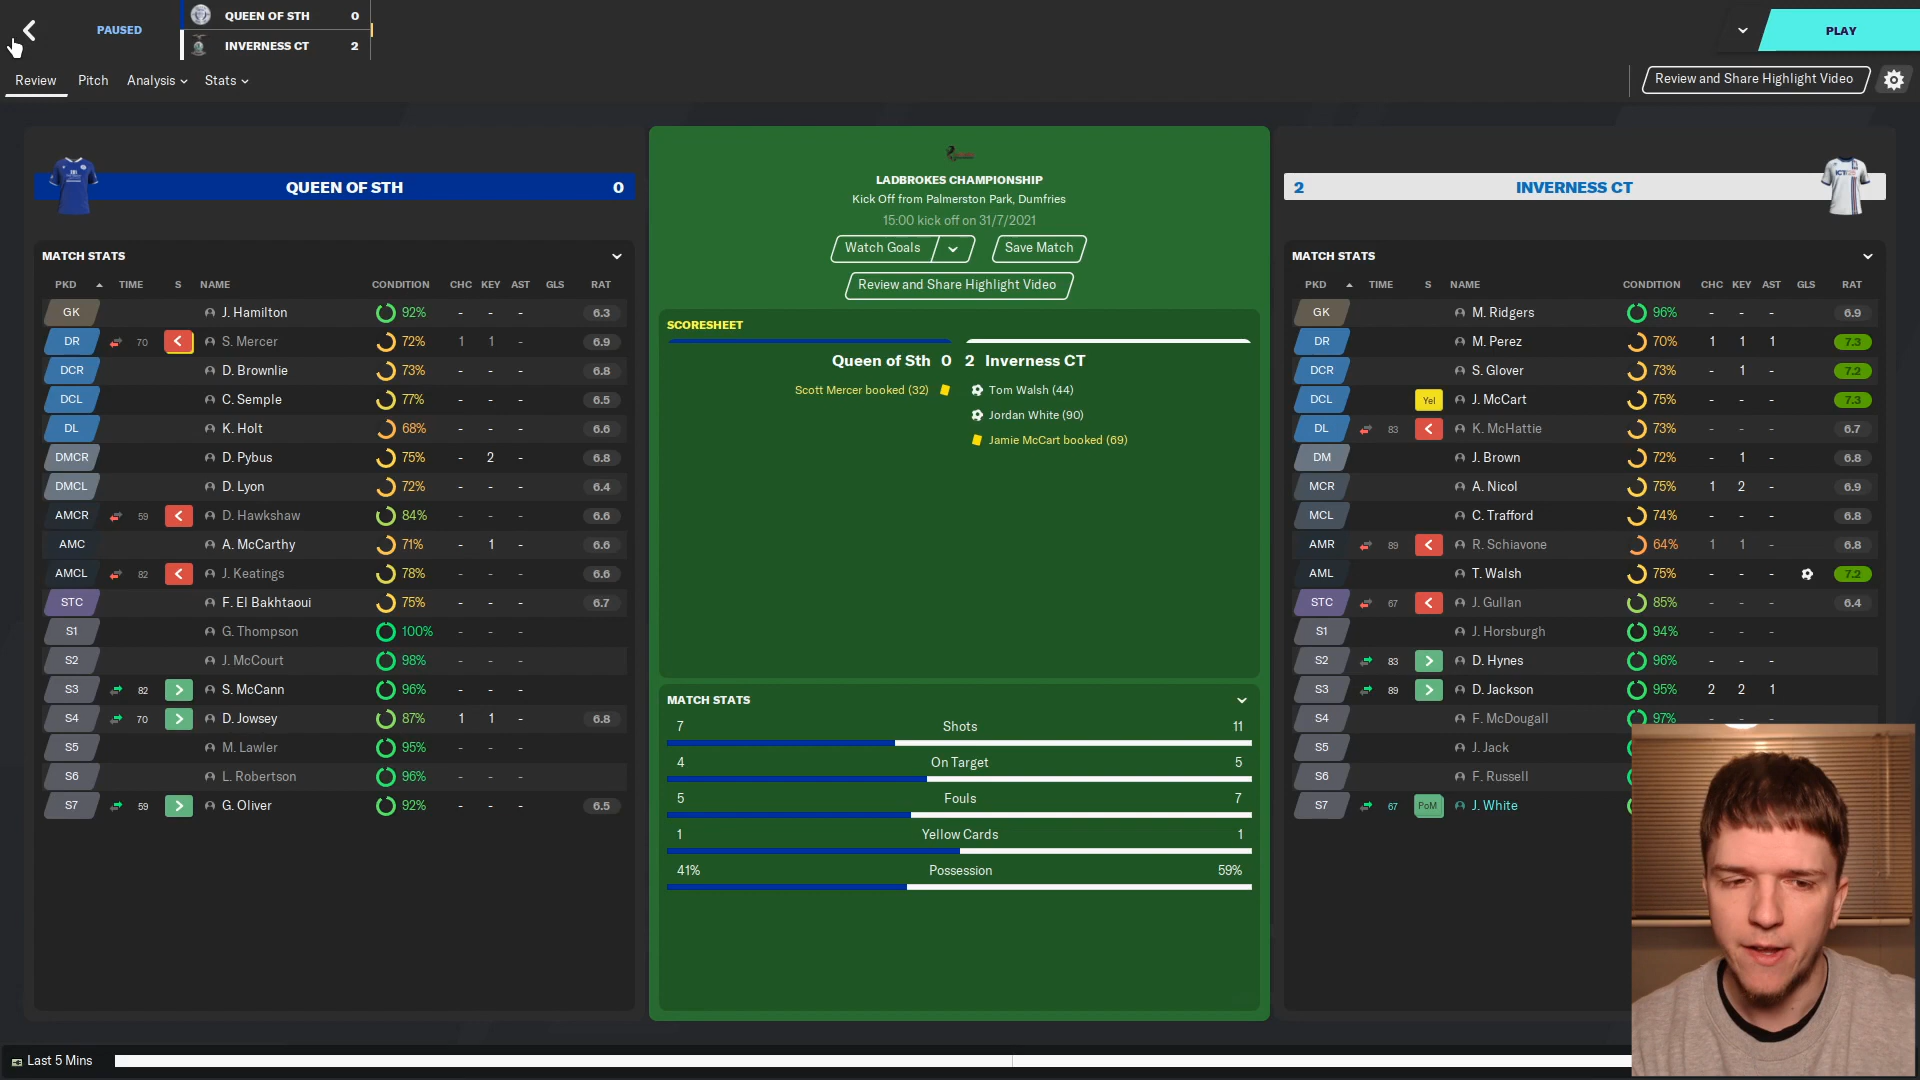 PAUSED
QUEEN OF STH 0
INVERNESS CT 2
PLAY
Review Pitch Analysis Stats
Review and Share Highlight Video
QUEEN OF STH 0
MATCH STATS
PKD TIME S NAME CONDITION CHC KEY AST GLS RAT
GK J. Hamilton 92% - - - 6.3
DR 70 S. Mercer 72% 1 1 - 6.9
DCR D. Brownlie 73% - - - 6.8
DCL C. Semple 77% - - - 6.5
DL K. Holt 68% - - - 6.6
DMCR D. Pybus 75% - 2 - 6.8
DMCL D. Lyon 72% - - - 6.4
AMCR 59 D. Hawkshaw 84% - - - 6.6
AMC A. McCarthy 71% - 1 - 6.6
AMCL 82 J. Keatings 78% - - - 6.6
STC F. El Bakhtaoui 75% - - - 6.7
S1 G. Thompson 100% - - -
S2 J. McCourt 98% - - -
S3 82 S. McCann 96% - - -
S4 70 D. Jowsey 87% 1 1 - 6.8
S5 M. Lawler 95% - - -
S6 L. Robertson 96% - - -
S7 59 G. Oliver 92% - - - 6.5
LADBROKES CHAMPIONSHIP
Kick Off from Palmerston Park, Dumfries
15:00 kick off on 31/7/2021
Watch Goals Save Match
Review and Share Highlight Video
SCORESHEET
Queen of Sth 0 2 Inverness CT
Scott Mercer booked (32) Tom Walsh (44)
Jordan White (90)
Jamie McCart booked (69)
MATCH STATS
7 Shots 11
4 On Target 5
5 Fouls 7
1 Yellow Cards 1
41% Possession 59%
2 INVERNESS CT
MATCH STATS
PKD TIME S NAME CONDITION CHC KEY AST GLS RAT
GK M. Ridgers 96% - - - 6.9
DR M. Perez 70% 1 1 1 7.3
DCR S. Glover 73% - 1 - 7.2
DCL Yel J. McCart 75% - - - 7.3
DL 83 K. McHattie 73% - - - 6.7
DM J. Brown 72% - 1 - 6.8
MCR A. Nicol 75% 1 2 - 6.9
MCL C. Trafford 74% - - - 6.8
AMR 89 R. Schiavone 64% 1 1 - 6.8
AML T. Walsh 75% - - - 7.2
STC 67 J. Gullan 85% - - - 6.4
S1 J. Horsburgh 94% - - -
S2 83 D. Hynes 96% - - -
S3 89 D. Jackson 95% 2 2 1
S4 F. McDougall 97% - - -
S5 J. Jack
S6 F. Russell
S7 67 PoM J. White
Last 5 Mins